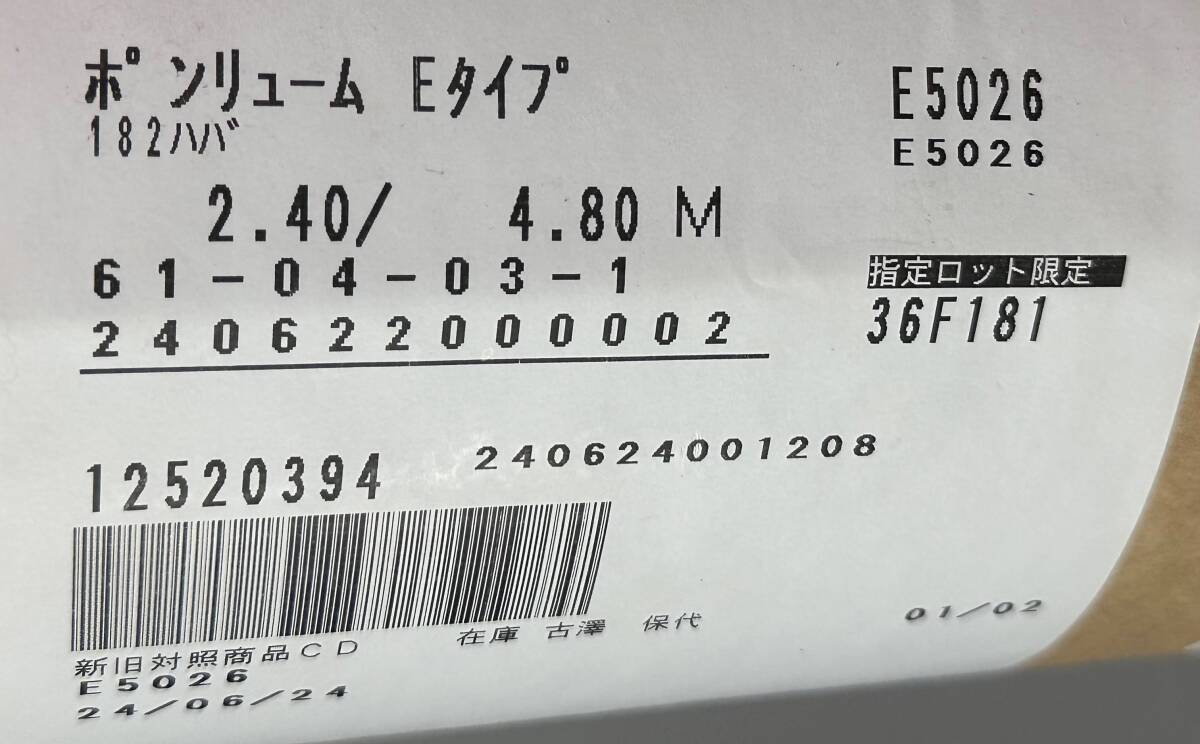 ポンリューム Eタイプ
182ハバ
E5026
E5026
2.40/ 4.80 M
61-04-03-1
240622000002
指定ロット限定
36F181
12520394
240624001208
在庫 古澤 保代
01/02
新旧対照商品CD
E5026
24/06/24